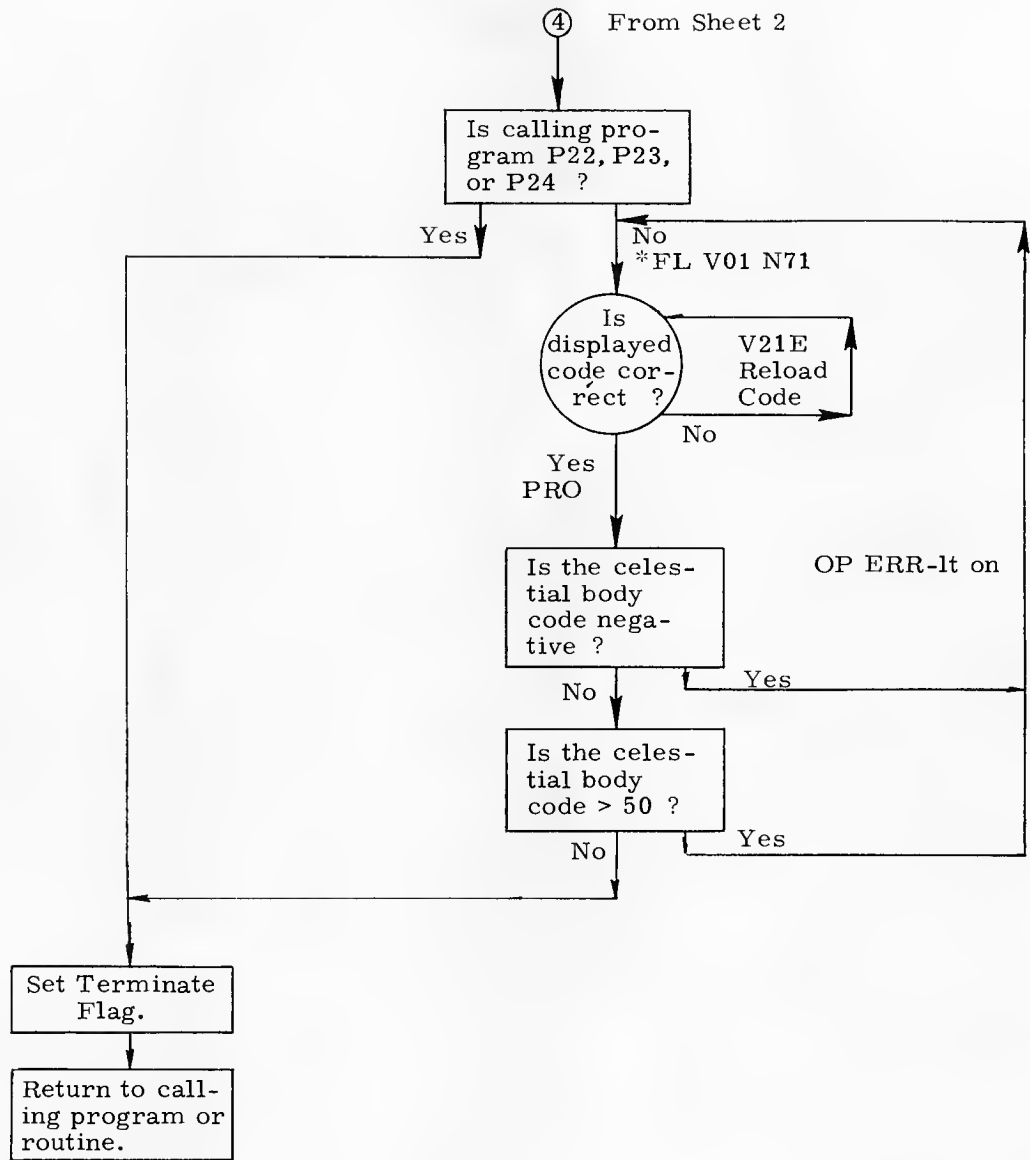 4 From Sheet 2
Is calling pro-
gram P22, P23,
or P24 ?
Yes
No
*FL V01 N71
Is
displayed
code cor-
rect ?
V21E
Reload
Code
No
Yes
PRO
OP ERR-lt on
Is the celes-
tial body
code nega-
tive ?
Yes
No
Is the celes-
tial body
code > 50 ?
Yes
No
Set Terminate
Flag.
Return to call-
ing program or
routine.